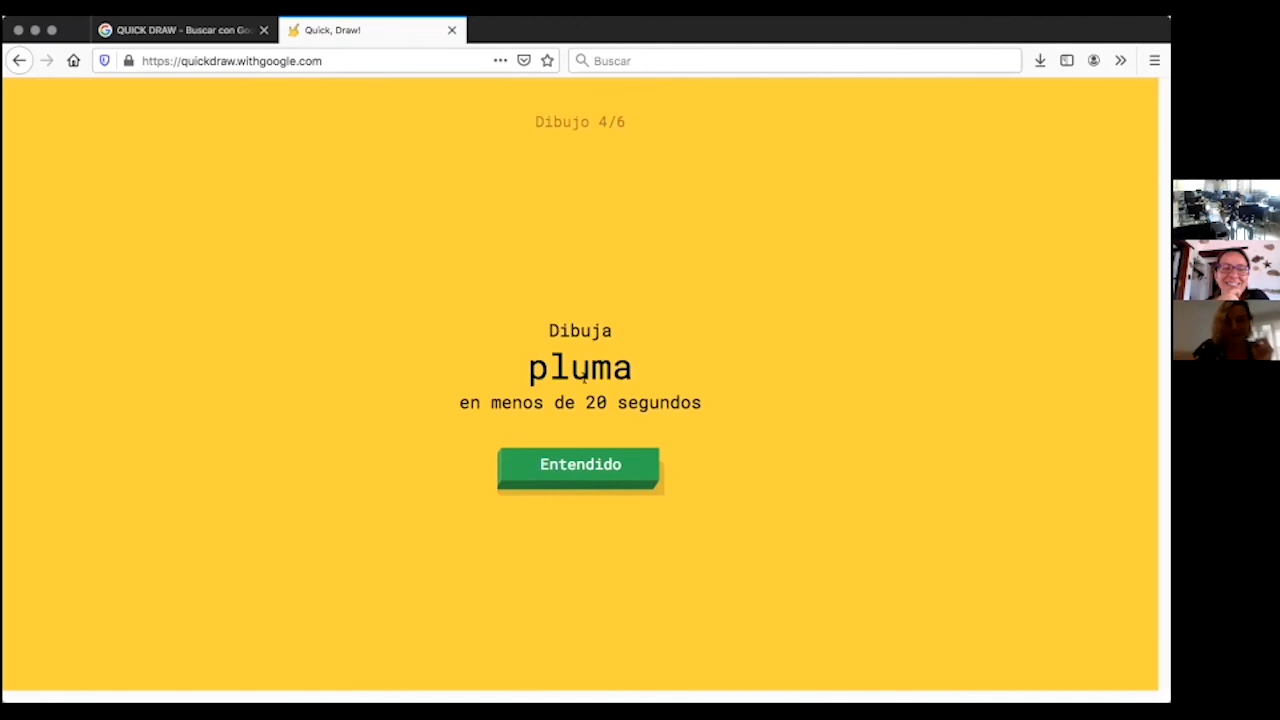 QUICK DRAW - Buscar con Go
Quick, Draw!
https://quickdraw.withgoogle.com
Buscar
Dibujo 4/6
Dibuja
pluma
en menos de 20 segundos
Entendido